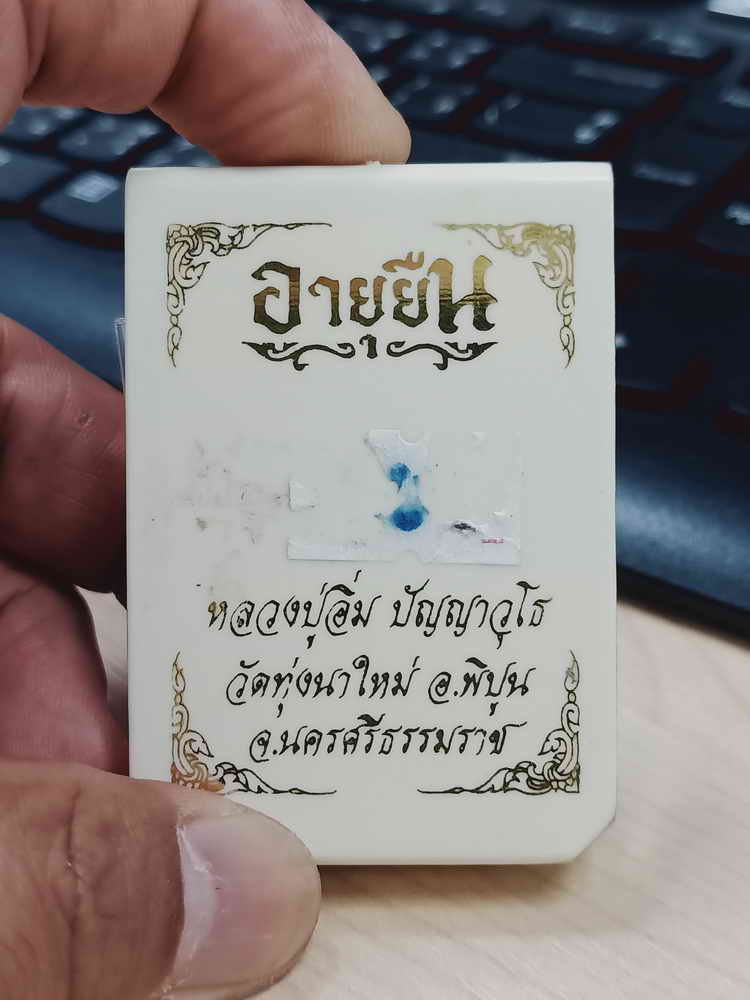 อายุยืน
หลวงปู่อิ่ม ปัญญาวุโธ
วัดทุ่งนาใหม่ อ.พิปูน
จ.นครศรีธรรมราช